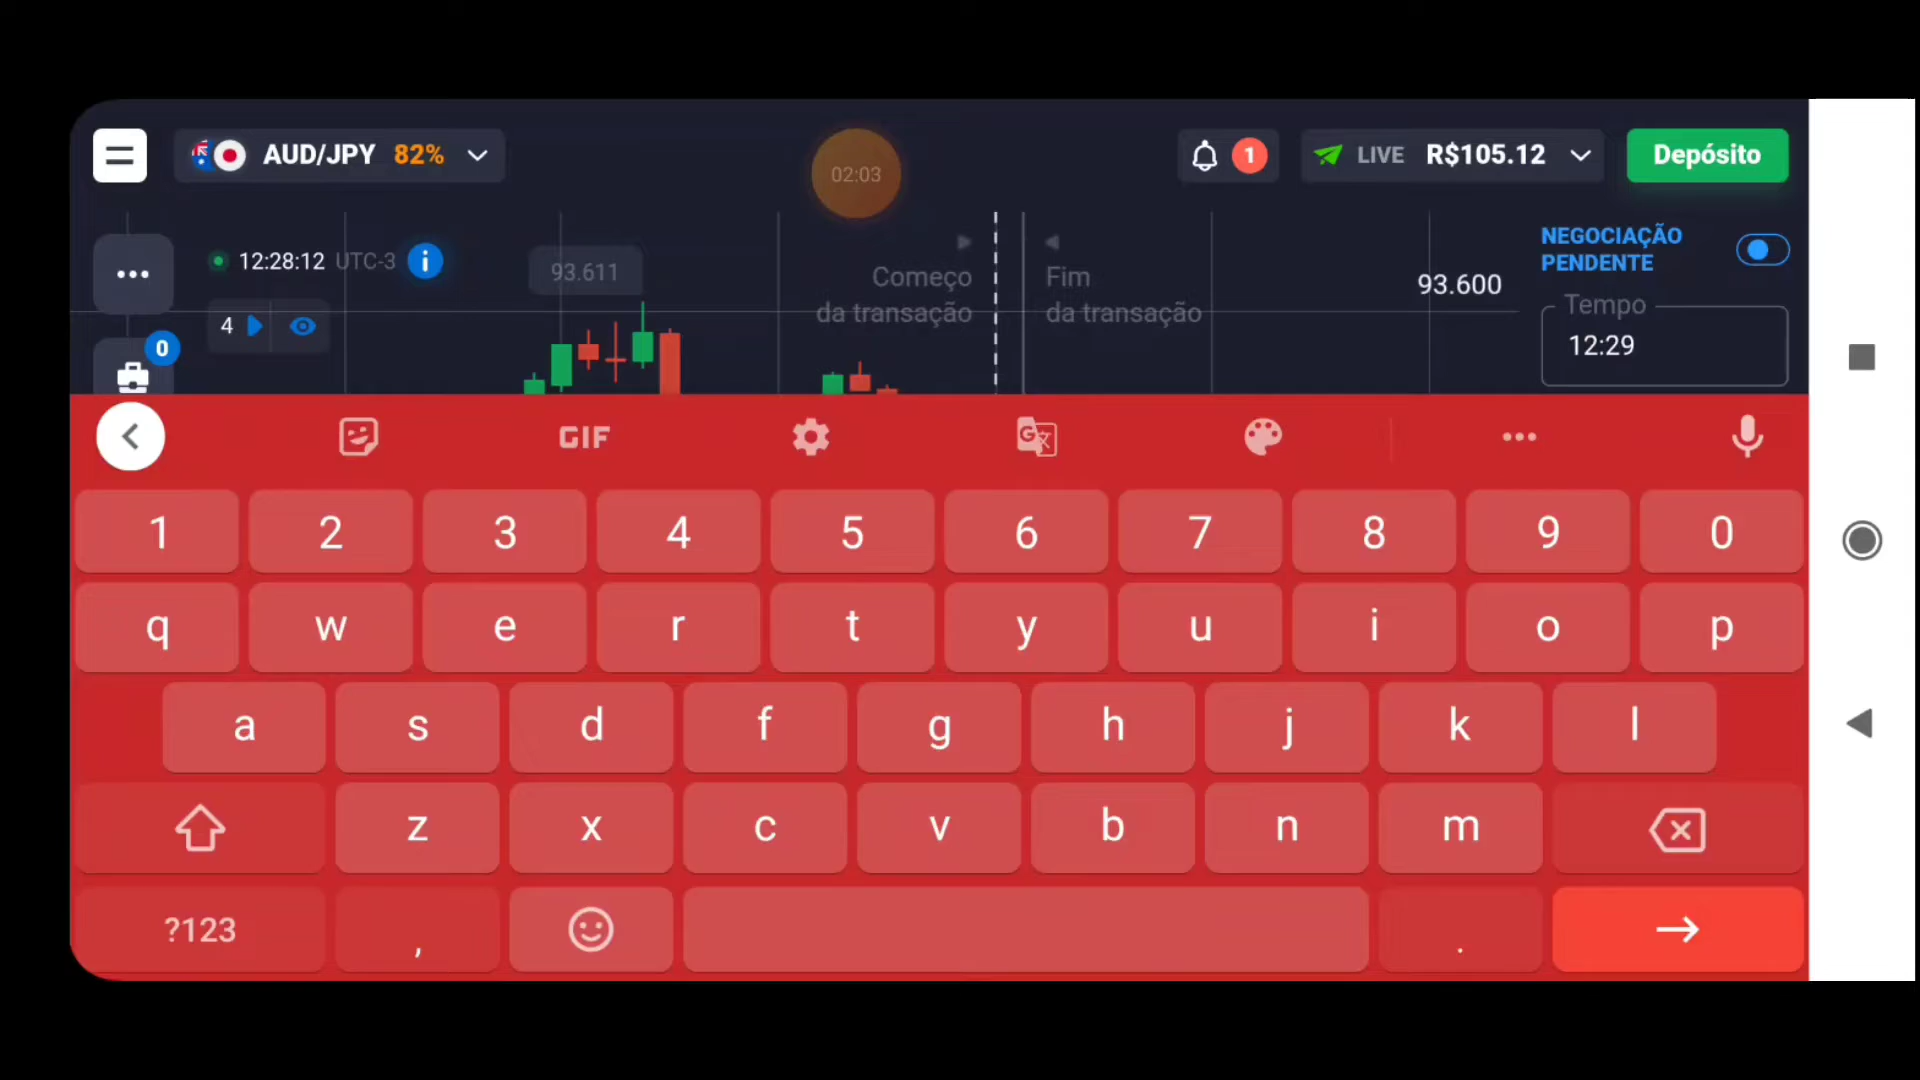 AUD/JPY 82%
02:03
1
LIVE R$105.12
Depósito
12:28:12 UTC-3
93.611
Começo
da transação
Fim
da transação
93.600
NEGOCIAÇÃO
PENDENTE
Tempo
12:29
4
0
GIF
1 2 3 4 5 6 7 8 9 0
q w e r t y u i o p
a s d f g h j k l
z x c v b n m
?123 , .